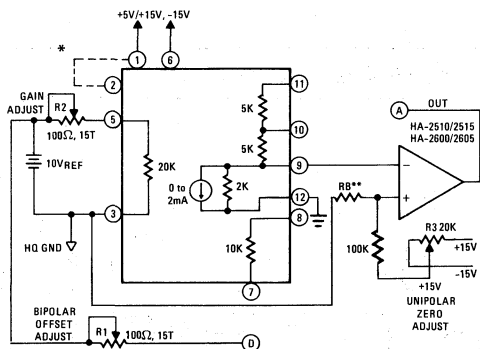 +5V/+15V, -15V
*
1
6
2
11
GAIN
ADJUST
R2
5
5K
100Ω, 15T
10
A
OUT
HA-2510/2515
HA-2600/2605
5K
10VREF
20K
9
−
0 to
2mA
2K
RB**
+
12
3
8
HQ GND
10K
100K
R3 20K
+15V
-15V
+15V
7
UNIPOLAR
ZERO
ADJUST
BIPOLAR
OFFSET
ADJUST
R1
100Ω, 15T
D